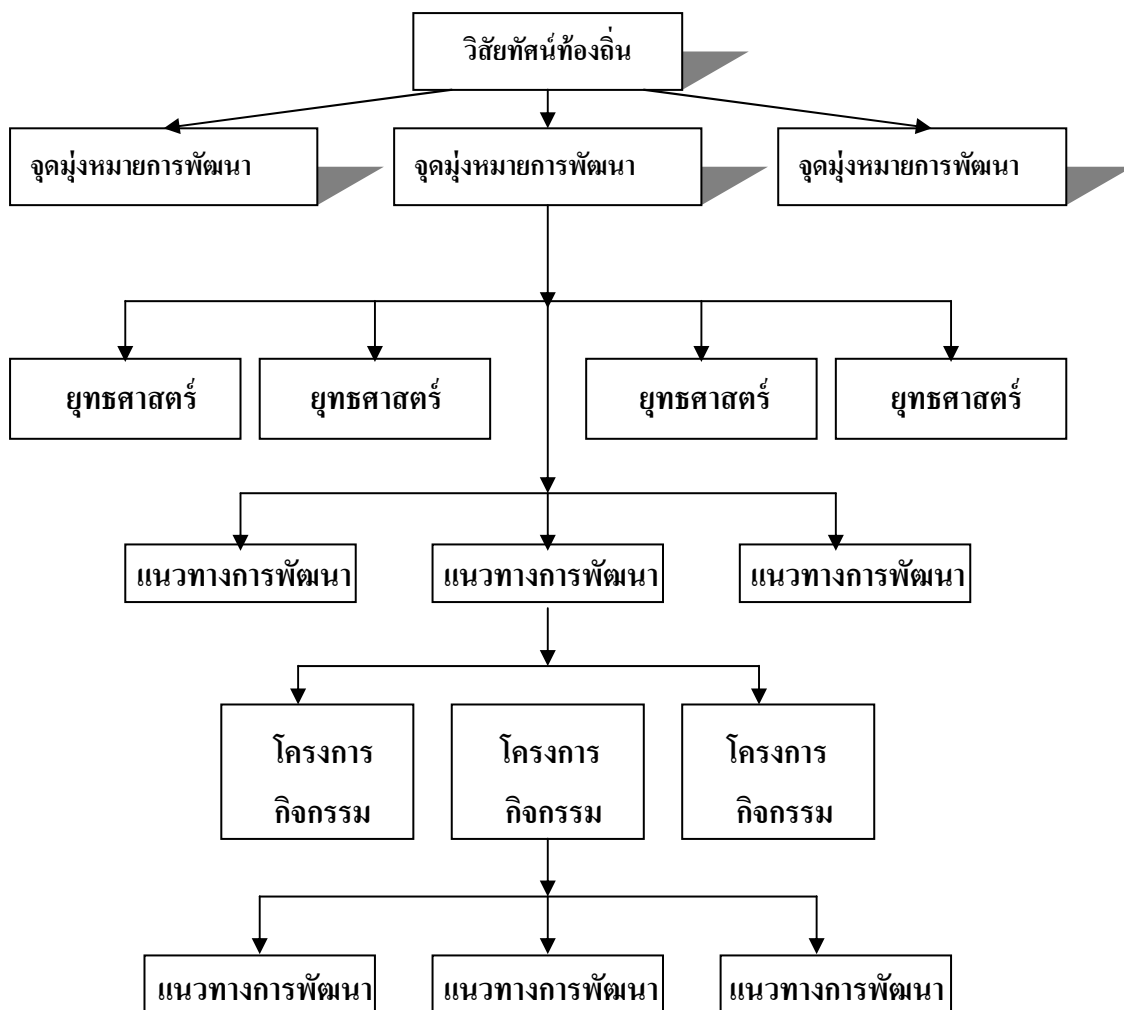 วิสัยทัศน์ท้องถิ่น
จุดมุ่งหมายการพัฒนา
จุดมุ่งหมายการพัฒนา
จุดมุ่งหมายการพัฒนา
ยุทธศาสตร์
ยุทธศาสตร์
ยุทธศาสตร์
ยุทธศาสตร์
แนวทางการพัฒนา
แนวทางการพัฒนา
แนวทางการพัฒนา
โครงการ
กิจกรรม
โครงการ
กิจกรรม
โครงการ
กิจกรรม
แนวทางการพัฒนา
แนวทางการพัฒนา
แนวทางการพัฒนา